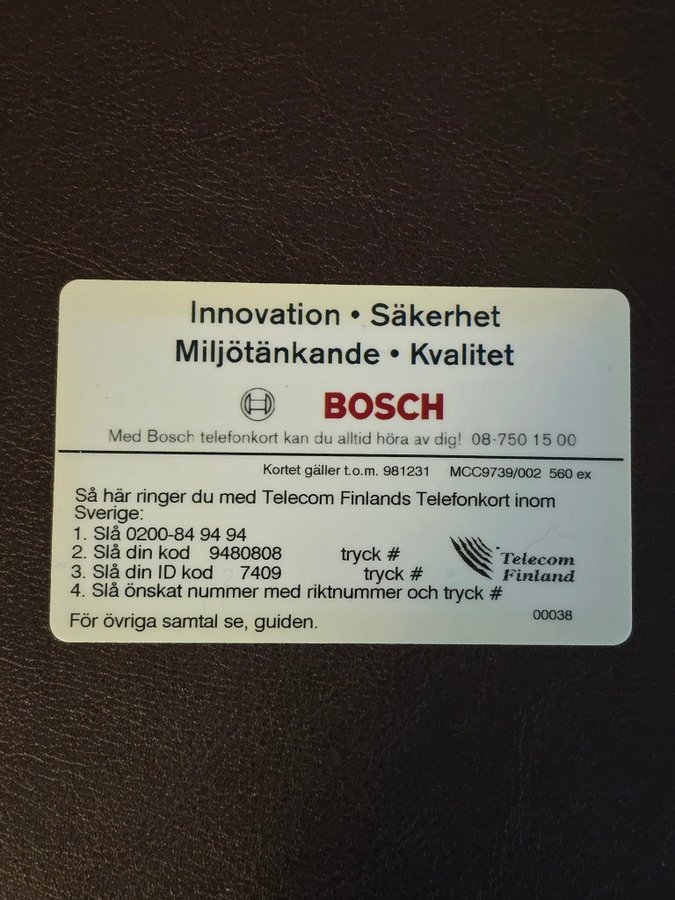 Innovation • Säkerhet
Miljötänkande • Kvalitet
BOSCH
Med Bosch telefonkort kan du alltid höra av dig! 08-750 15 00
Kortet gäller t.o.m. 981231 MCC9739/002 560 ex
Så här ringer du med Telecom Finlands Telefonkort inom
Sverige:
1. Slå 0200-84 94 94
2. Slå din kod 9480808 tryck #
3. Slå din ID kod 7409 tryck #
4. Slå önskat nummer med riktnummer och tryck #
Telecom
Finland
För övriga samtal se, guiden.
00038